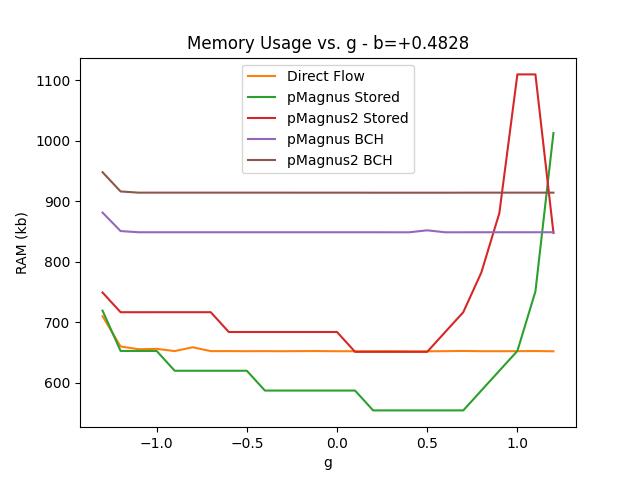 Memory Usage vs. g - b=+0.4828
Direct Flow
pMagnus Stored
pMagnus2 Stored
pMagnus BCH
pMagnus2 BCH
RAM (kb)
1100
1000
900
800
700
600
−1.0
−0.5
0.0
0.5
1.0
g